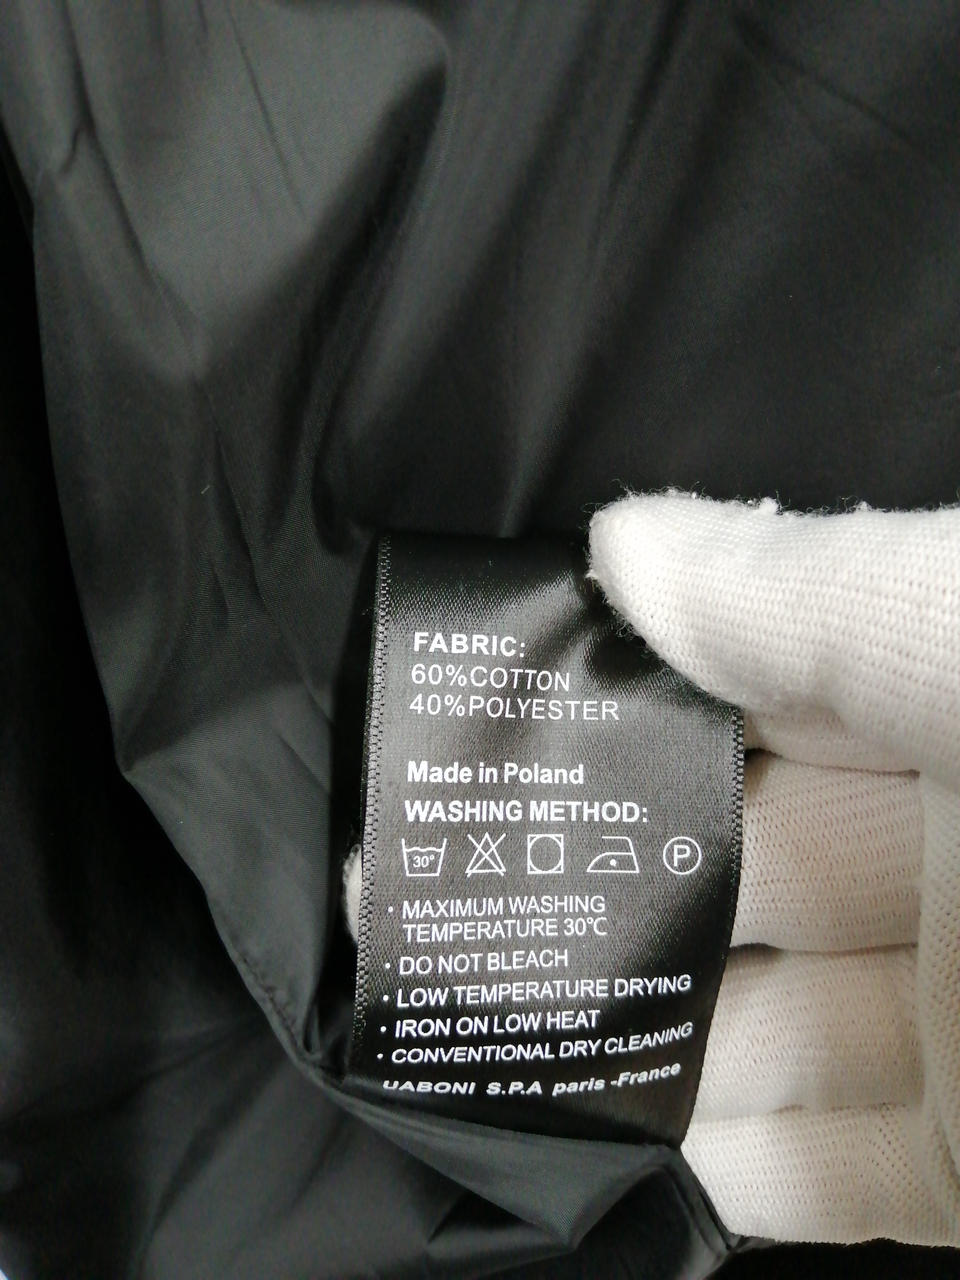 FABRIC:
60%COTTON
40%POLYESTER
Made in Poland
WASHING METHOD:
30° P
• MAXIMUM WASHING
TEMPERATURE 30℃
• DO NOT BLEACH
• LOW TEMPERATURE DRYING
• IRON ON LOW HEAT
• CONVENTIONAL DRY CLEANING
S.P.A paris -France